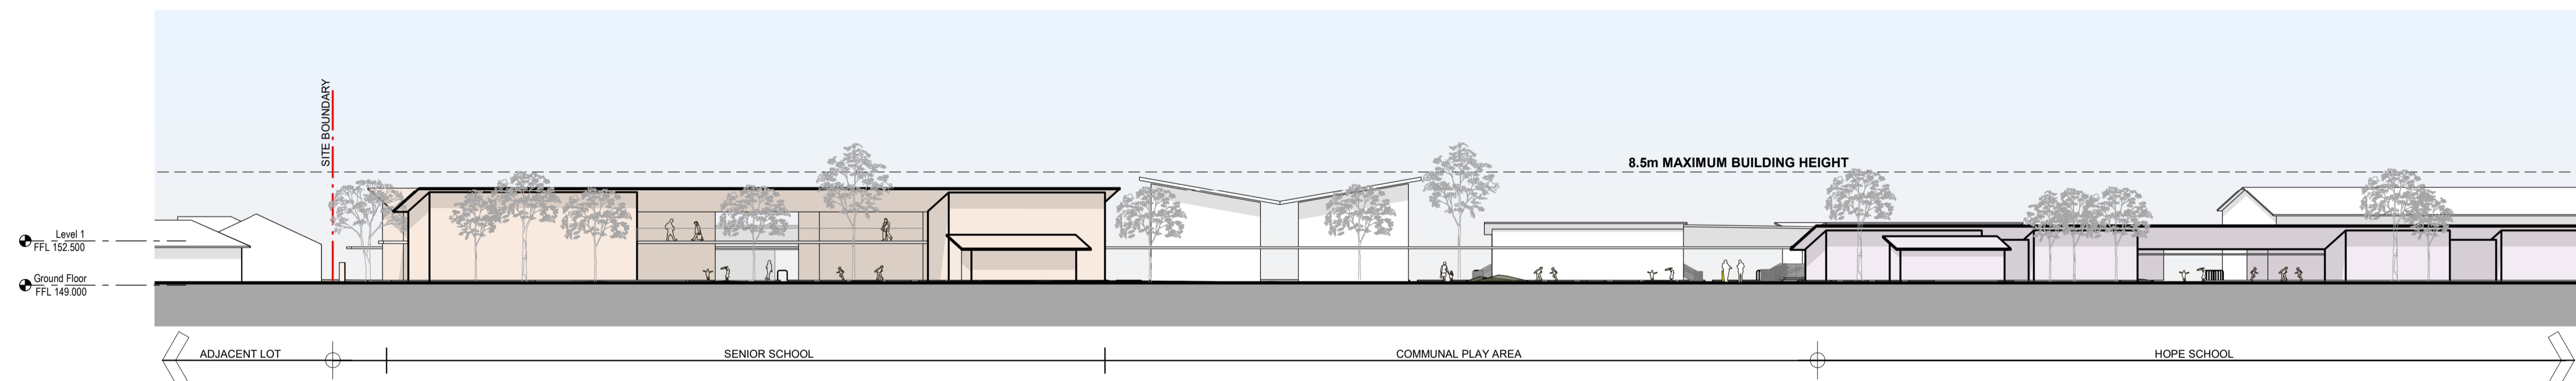 SITE BOUNDARY
8.5m MAXIMUM BUILDING HEIGHT
Level 1
FFL 152.500
Ground Floor
FFL 149.000
ADJACENT LOT
SENIOR SCHOOL
COMMUNAL PLAY AREA
HOPE SCHOOL